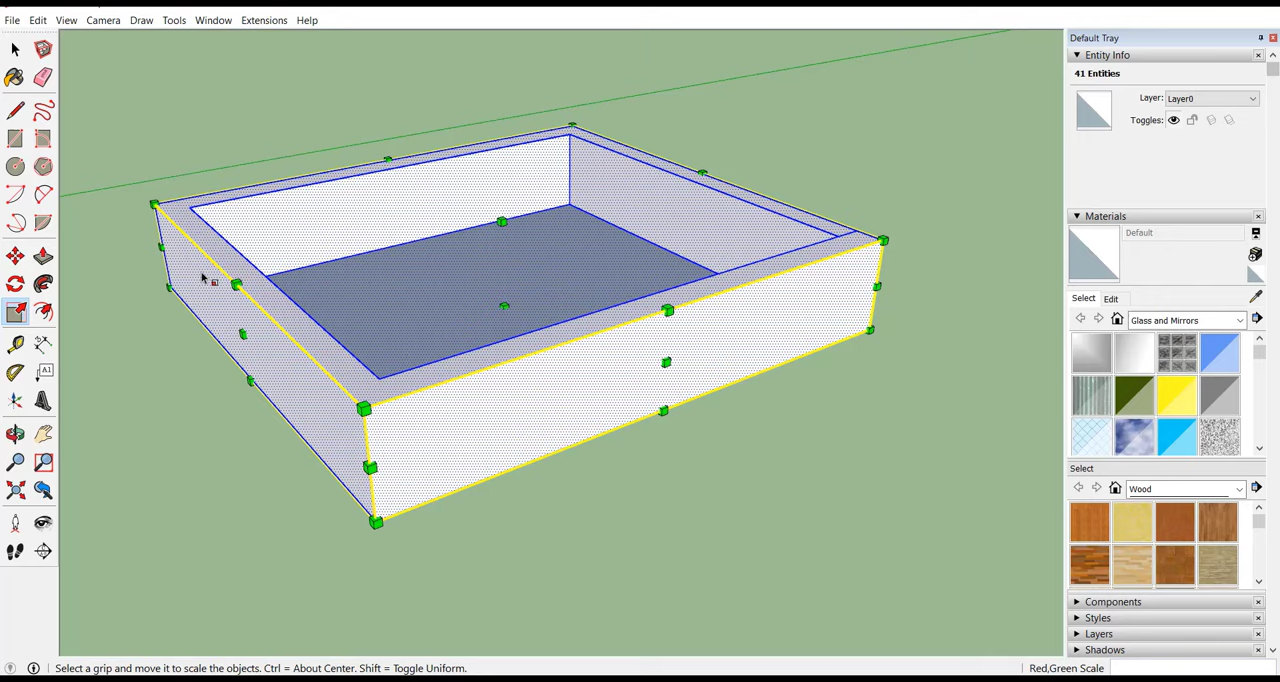 File Edit View Camera Draw Tools Window Extensions Help
Default Tray
Entity Info
41 Entities
Layer: Layer0
Toggles:
Materials
Default
Select Edit
Glass and Mirrors
Select
Wood
Components
Styles
Layers
Shadows
A1
Select a grip and move it to scale the objects. Ctrl = About Center. Shift = Toggle Uniform.
Red,Green Scale